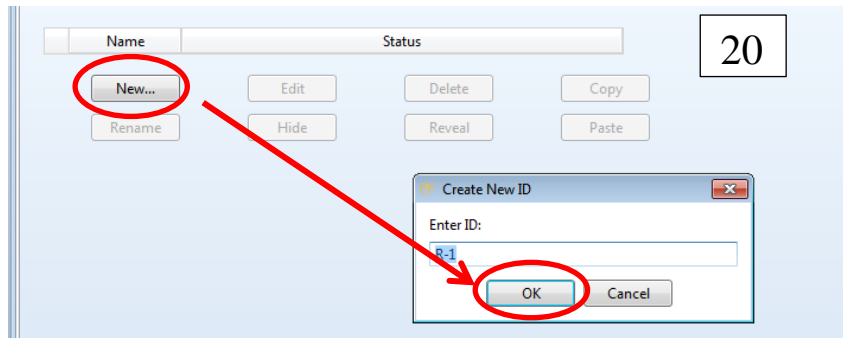 Name Status
20
New... Edit Delete Copy
Rename Hide Reveal Paste
Create New ID
Enter ID:
R-1
OK Cancel